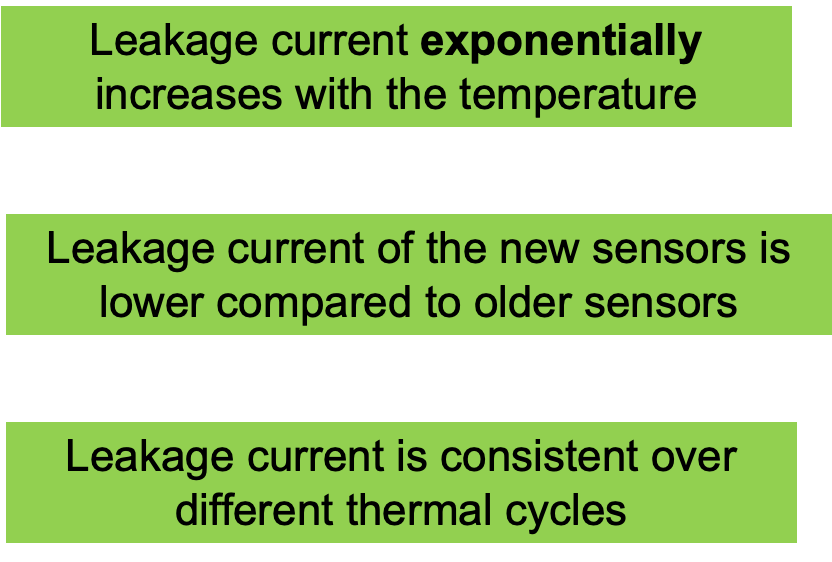 Leakage current exponentially
increases with the temperature
Leakage current of the new sensors is
lower compared to older sensors
Leakage current is consistent over
different thermal cycles